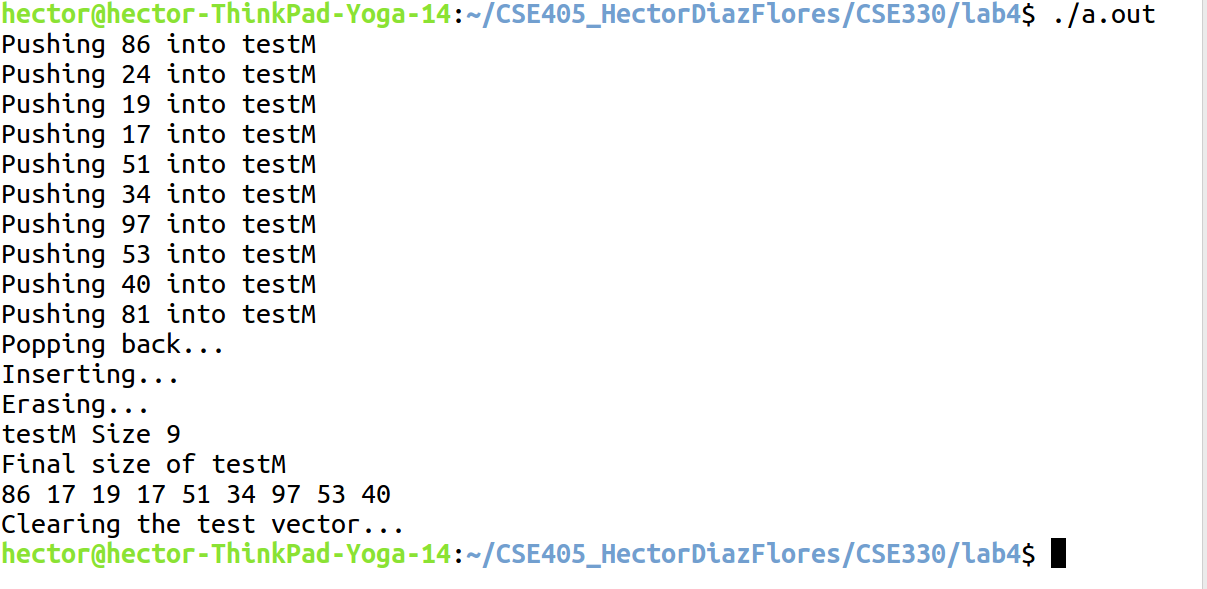 hector@hector-ThinkPad-Yoga-14:~/CSE405_HectorDiazFlores/CSE330/lab4$ ./a.out
Pushing 86 into testM
Pushing 24 into testM
Pushing 19 into testM
Pushing 17 into testM
Pushing 51 into testM
Pushing 34 into testM
Pushing 97 into testM
Pushing 53 into testM
Pushing 40 into testM
Pushing 81 into testM
Popping back...
Inserting...
Erasing...
testM Size 9
Final size of testM
86 17 19 17 51 34 97 53 40
Clearing the test vector...
hector@hector-ThinkPad-Yoga-14:~/CSE405_HectorDiazFlores/CSE330/lab4$